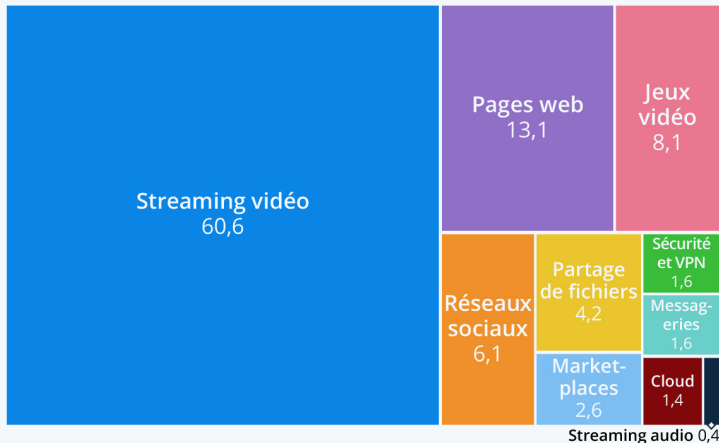 Streaming vidéo
60,6
Pages web
13,1
Jeux
vidéo
8,1
Réseaux
sociaux
6,1
Partage
de fichiers
4,2
Market-
places
2,6
Sécurité
et VPN
1,6
Messag-
eries
1,6
Cloud
1,4
Streaming audio 0,4